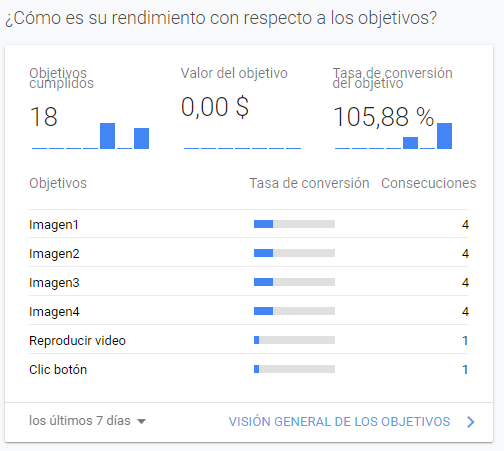 ¿Cómo es su rendimiento con respecto a los objetivos?
Objetivos cumplidos
18
Valor del objetivo
0,00 $
Tasa de conversión del objetivo
105,88 %
Objetivos Tasa de conversión Consecuciones
Imagen1 4
Imagen2 4
Imagen3 4
Imagen4 4
Reproducir video 1
Clic botón 1
los últimos 7 días VISIÓN GENERAL DE LOS OBJETIVOS